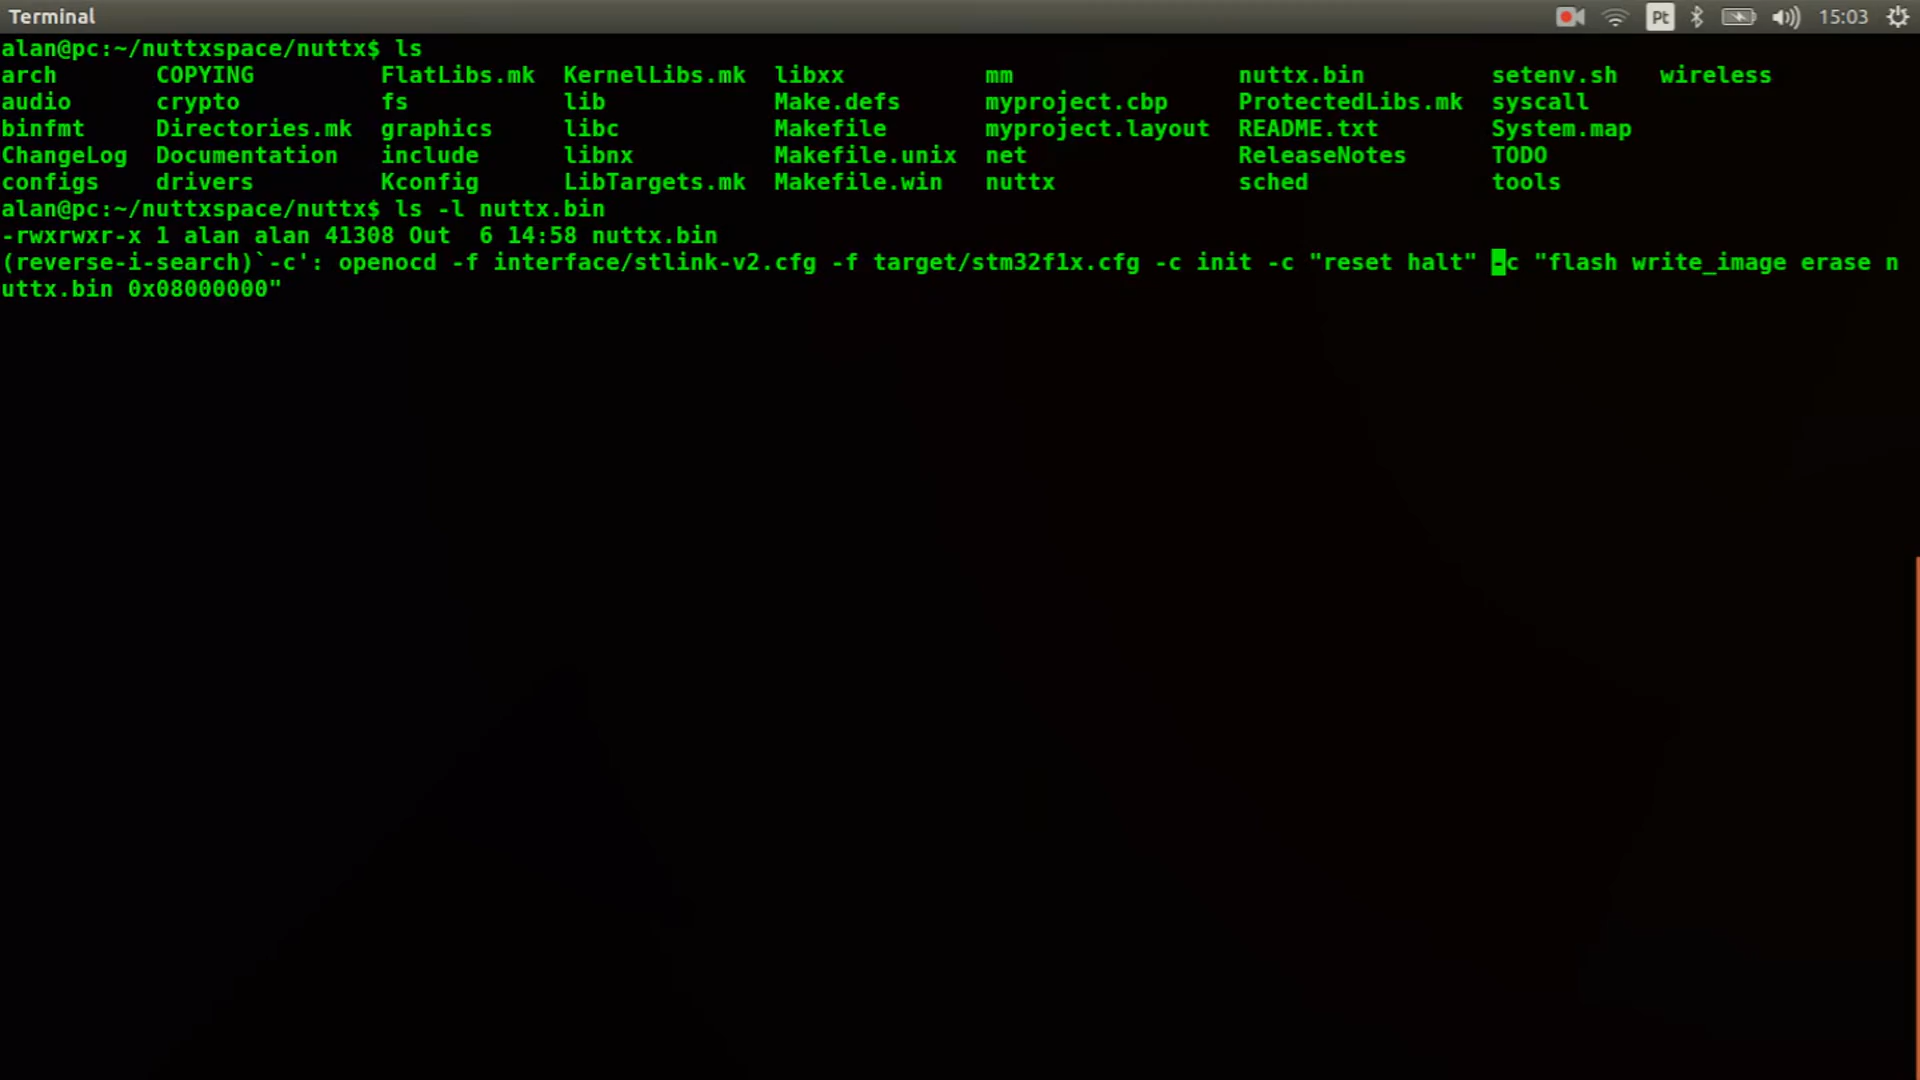 Terminal Pt 15:03
alan@pc:~/nuttxspace/nuttx$ ls
arch COPYING FlatLibs.mk KernelLibs.mk libxx mm nuttx.bin setenv.sh wireless
audio crypto fs lib Make.defs myproject.cbp ProtectedLibs.mk syscall
binfmt Directories.mk graphics libc Makefile myproject.layout README.txt System.map
ChangeLog Documentation include libnx Makefile.unix net ReleaseNotes TODO
configs drivers Kconfig LibTargets.mk Makefile.win nuttx sched tools
alan@pc:~/nuttxspace/nuttx$ ls -l nuttx.bin
-rwxrwxr-x 1 alan alan 41308 Out  6 14:58 nuttx.bin
(reverse-i-search)`-c': openocd -f interface/stlink-v2.cfg -f target/stm32f1x.cfg -c init -c "reset halt" -c "flash write_image erase n
uttx.bin 0x08000000"